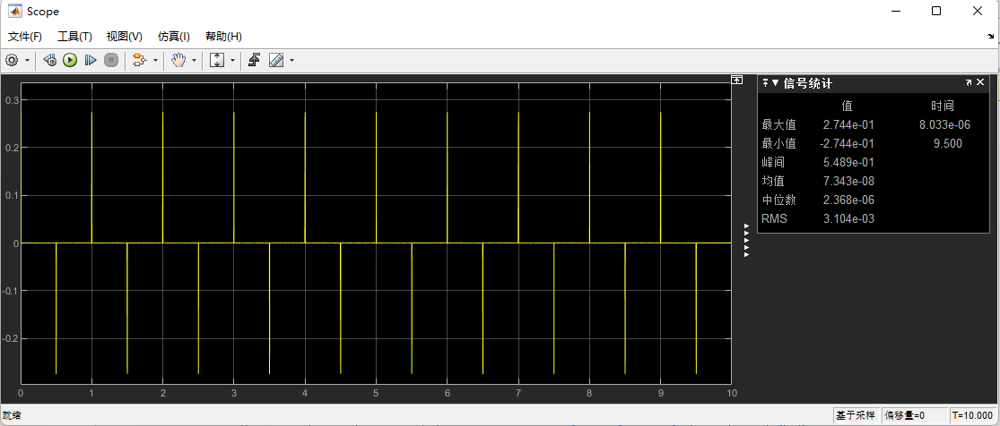 Scope
文件(F) 工具(T) 视图(V) 仿真(I) 帮助(H)
信号统计
值 时间
最大值 2.744e-01 8.033e-06
最小值 -2.744e-01 9.500
峰间 5.489e-01
均值 7.343e-08
中位数 2.368e-06
RMS 3.104e-03
0.3
0.2
0.1
0
-0.1
-0.2
0 1 2 3 4 5 6 7 8 9 10
就绪 基于采样 偏移量=0 T=10.000